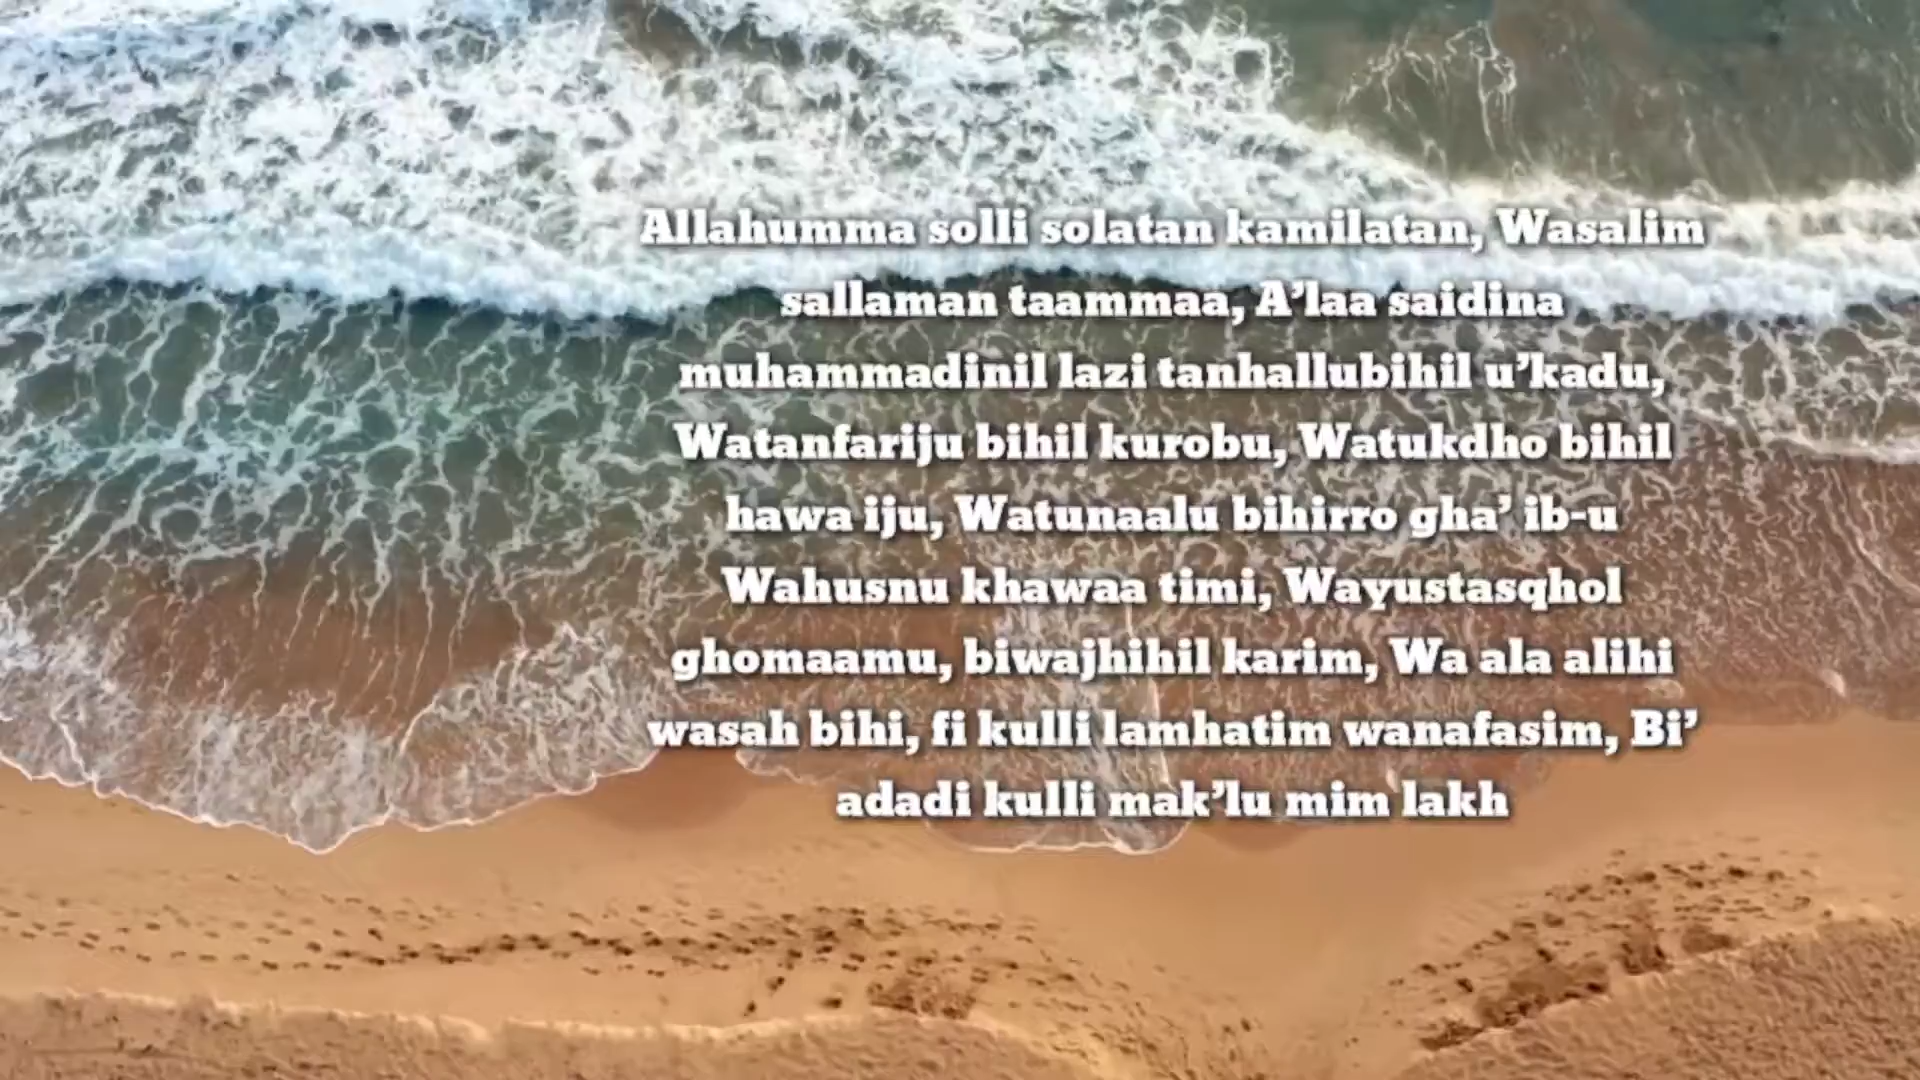 Allahumma solli solatan kamilatan, Wasalim
sallaman taammaa, A’laa saidina
muhammadinil lazi tanhallubihil u’kadu,
Watanfariju bihil kurobu, Watukdho bihil
hawa iju, Watunaalu bihirro gha’ ib-u
Wahusnu khawaa timi, Wayustasqhol
ghomaamu, biwajhihil karim, Wa ala alihi
wasah bihi, fi kulli lamhatim wanafasim, Bi’
adadi kulli mak’lu mim lakh